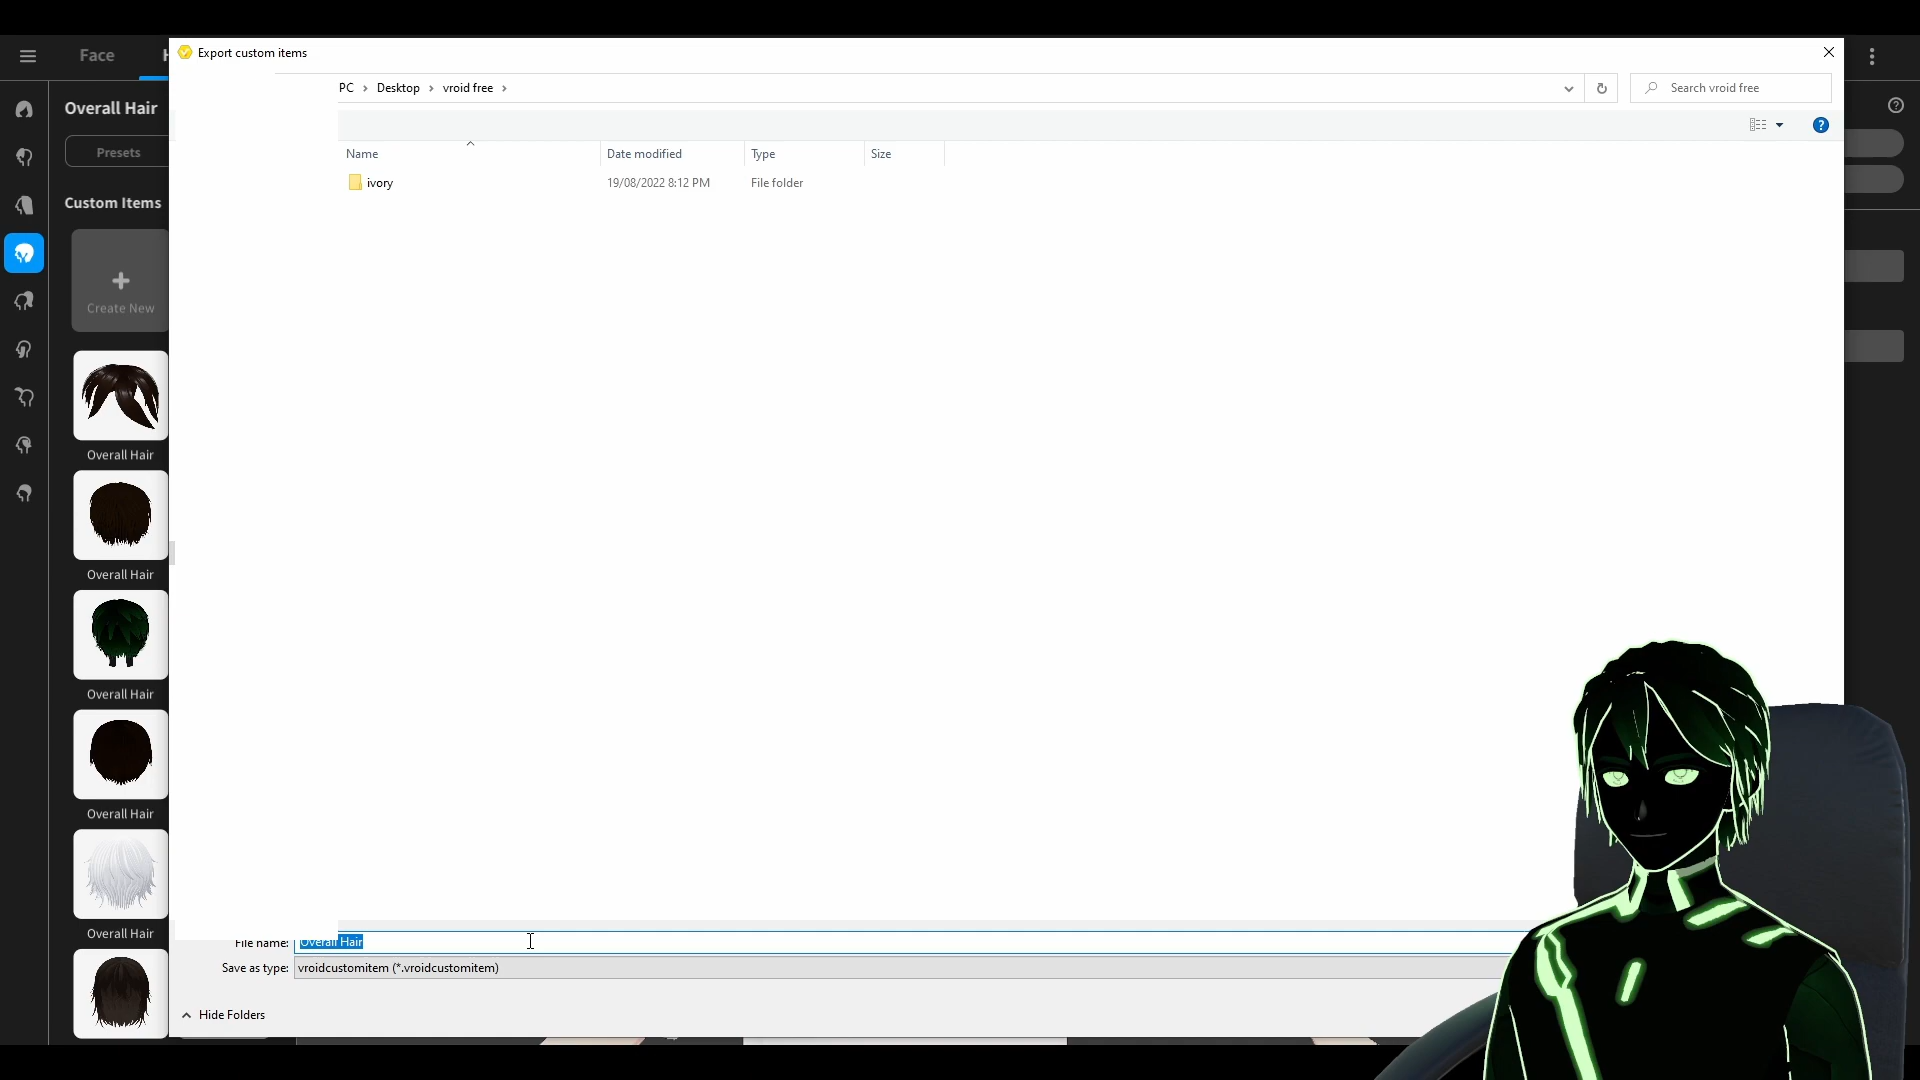 Export custom items
Face
PC > Desktop > vroid free >
Search vroid free
Overall Hair
Presets
Name
Date modified
Type
Size
ivory
19/08/2022 8:12 PM
File folder
Custom Items
Create New
Overall Hair
Overall Hair
Overall Hair
Overall Hair
Overall Hair
File name: Overall Hair
Save as type: vroidcustomitem (*.vroidcustomitem)
Hide Folders